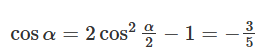 cos α = 2 cos² α/2 − 1 = −3/5